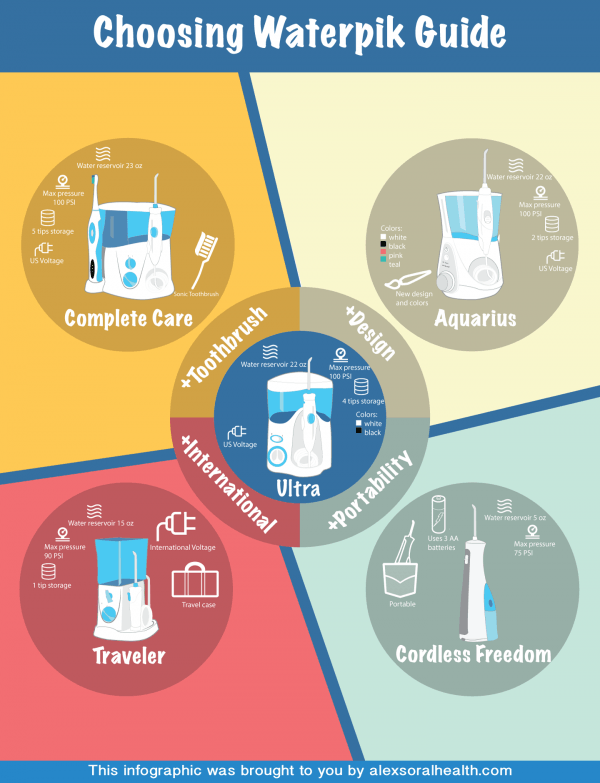 Choosing Waterpik Guide
Water reservoir 23 oz
Max pressure
100 PSI
5 tips storage
US Voltage
Sonic Toothbrush
Complete Care
Water reservoir 22 oz
Max pressure
100 PSI
2 tips storage
US Voltage
Colors:
white
black
pink
teal
New design
and colors
Aquarius
+Toothbrush
+Design
+International
+Portability
Water reservoir 22 oz
Max pressure
100 PSI
4 tips storage
Colors:
white
black
US Voltage
Ultra
Water reservoir 15 oz
Max pressure
90 PSI
1 tip storage
International Voltage
Travel case
Traveler
Uses 3 AA
batteries
Water reservoir 5 oz
Max pressure
75 PSI
Portable
Cordless Freedom
This infographic was brought to you by alexsoralhealth.com